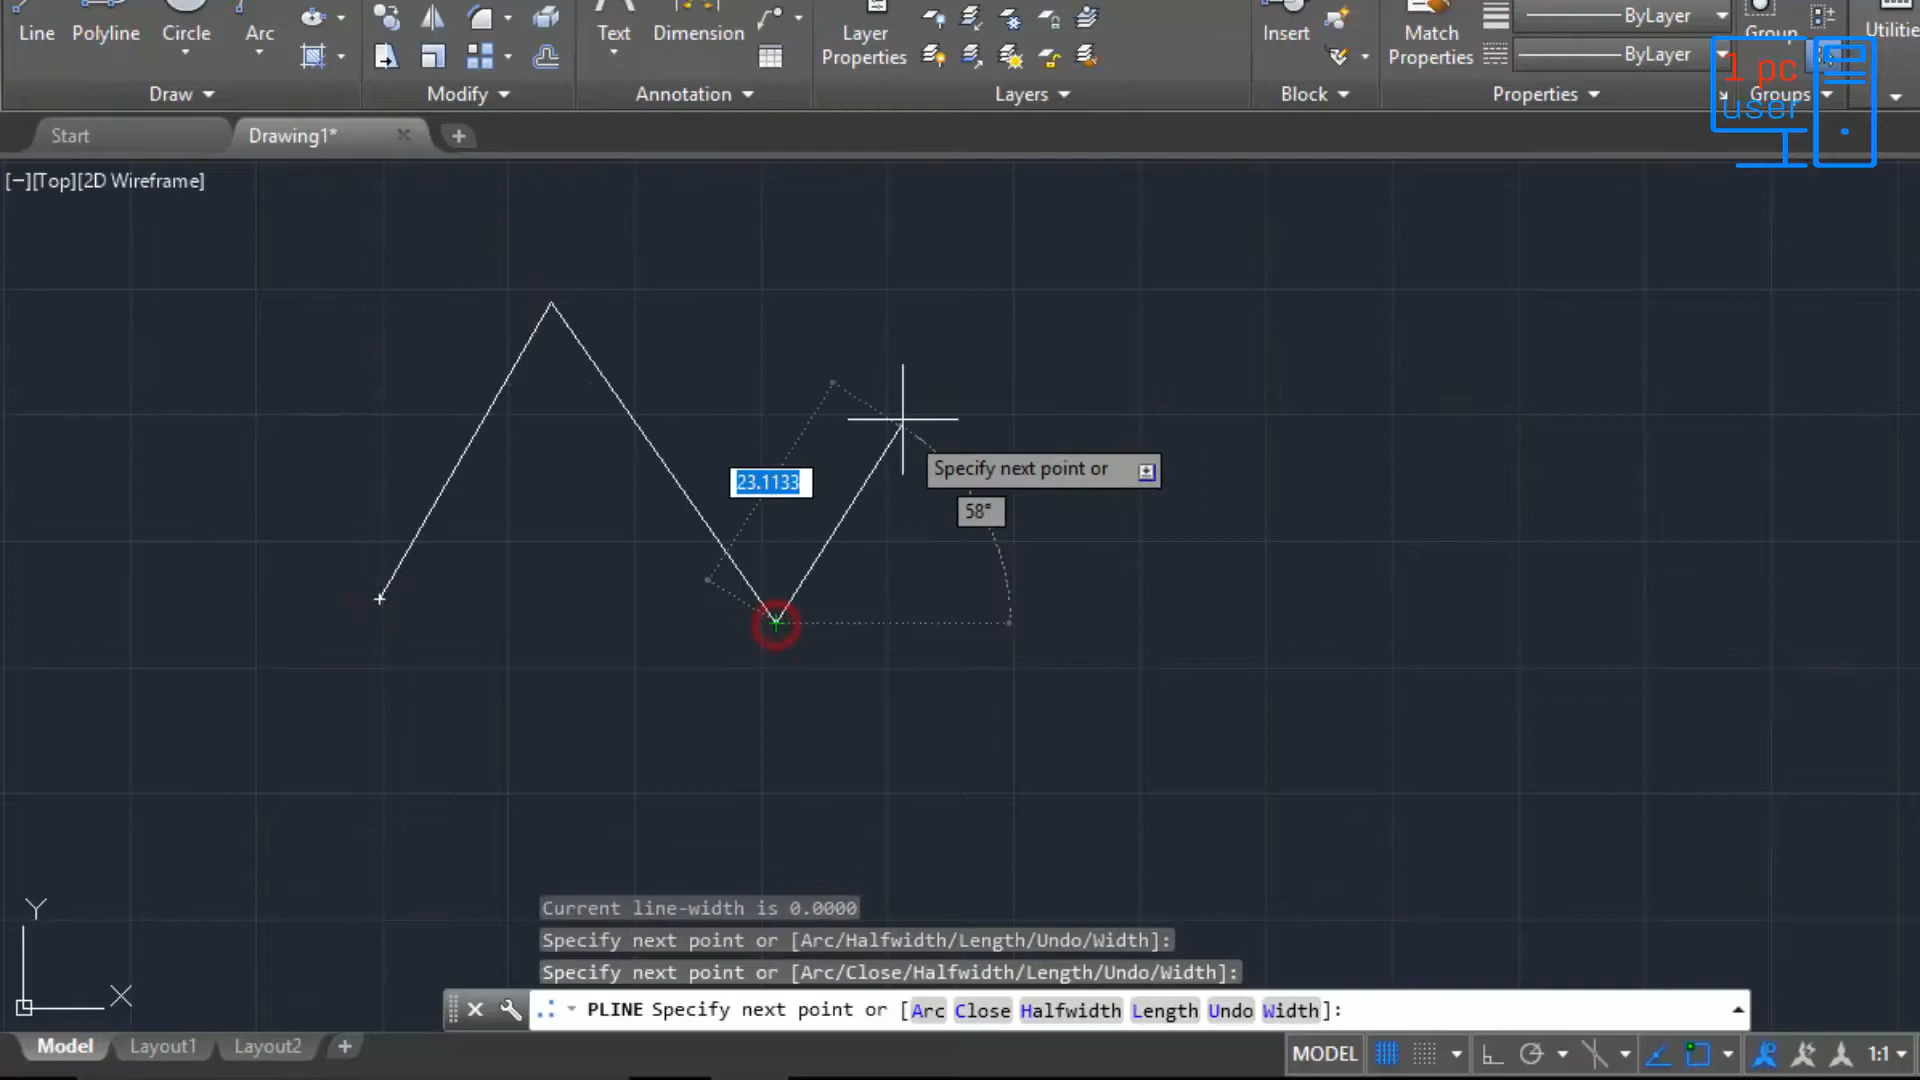 Line Polyline Circle Arc
Text Dimension
Layer
Properties
Insert
Match
Properties
ByLayer
ByLayer
Group
Draw Modify Annotation Layers Block Properties Groups
1 pc
user
Start Drawing1*
[−][Top][2D Wireframe]
Specify next point or
23.1133
58°
Current line-width is 0.0000
Specify next point or [Arc/Halfwidth/Length/Undo/Width]:
Specify next point or [Arc/Close/Halfwidth/Length/Undo/Width]:
PLINE Specify next point or [Arc Close Halfwidth Length Undo Width]:
Y
X
Model Layout1 Layout2
MODEL 1:1